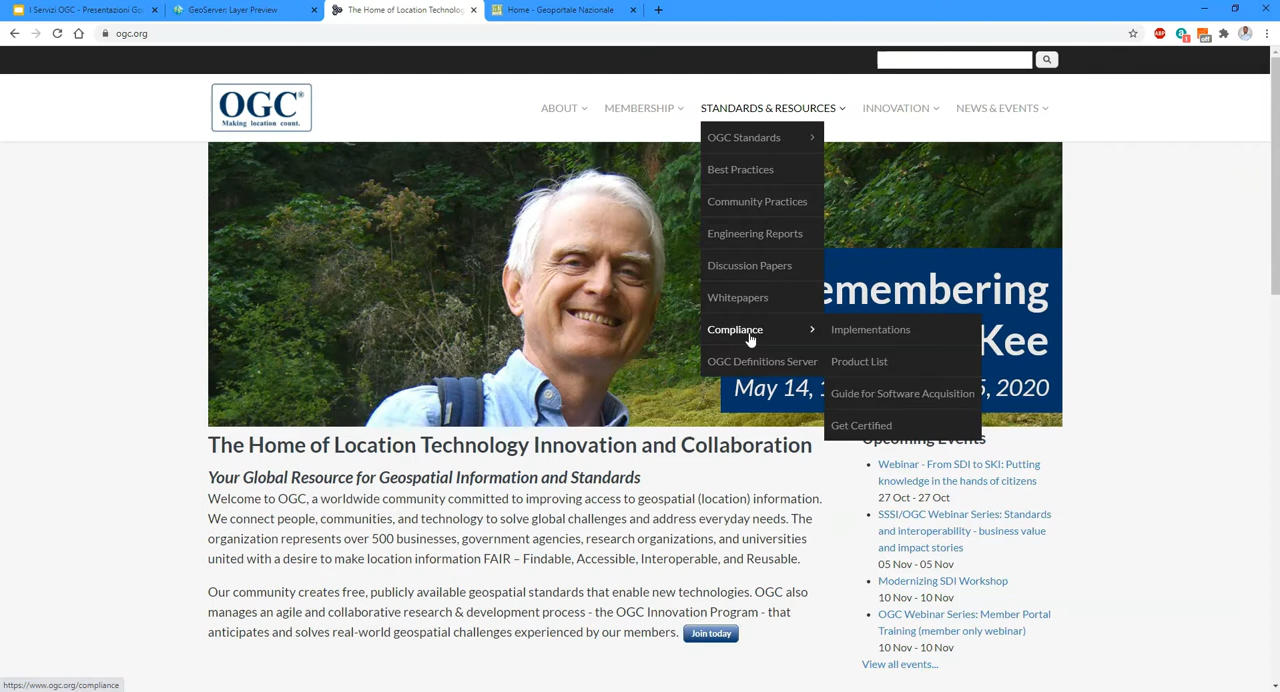 I Servizi OGC - Presentazioni Go
GeoServer: Layer Preview
The Home of Location Technolog
Home - Geoportale Nazionale
ogc.org
ABP
1
off
OGC®
Making location count.
ABOUT
MEMBERSHIP
STANDARDS & RESOURCES
INNOVATION
NEWS & EVENTS
OGC Standards
Best Practices
Community Practices
Engineering Reports
Discussion Papers
Whitepapers
Compliance
OGC Definitions Server
Implementations
Product List
Guide for Software Acquisition
Get Certified
emembering
Kee
May 14, 1
5, 2020
The Home of Location Technology Innovation and Collaboration
Your Global Resource for Geospatial Information and Standards
Welcome to OGC, a worldwide community committed to improving access to geospatial (location) information.
We connect people, communities, and technology to solve global challenges and address everyday needs. The
organization represents over 500 businesses, government agencies, research organizations, and universities
united with a desire to make location information FAIR – Findable, Accessible, Interoperable, and Reusable.
Our community creates free, publicly available geospatial standards that enable new technologies. OGC also
manages an agile and collaborative research & development process - the OGC Innovation Program - that
anticipates and solves real-world geospatial challenges experienced by our members. Join today
Upcoming Events
Webinar - From SDI to SKI: Putting
knowledge in the hands of citizens
27 Oct - 27 Oct
SSSI/OGC Webinar Series: Standards
and interoperability - business value
and impact stories
05 Nov - 05 Nov
Modernizing SDI Workshop
10 Nov - 10 Nov
OGC Webinar Series: Member Portal
Training (member only webinar)
10 Nov - 10 Nov
View all events...
https://www.ogc.org/compliance